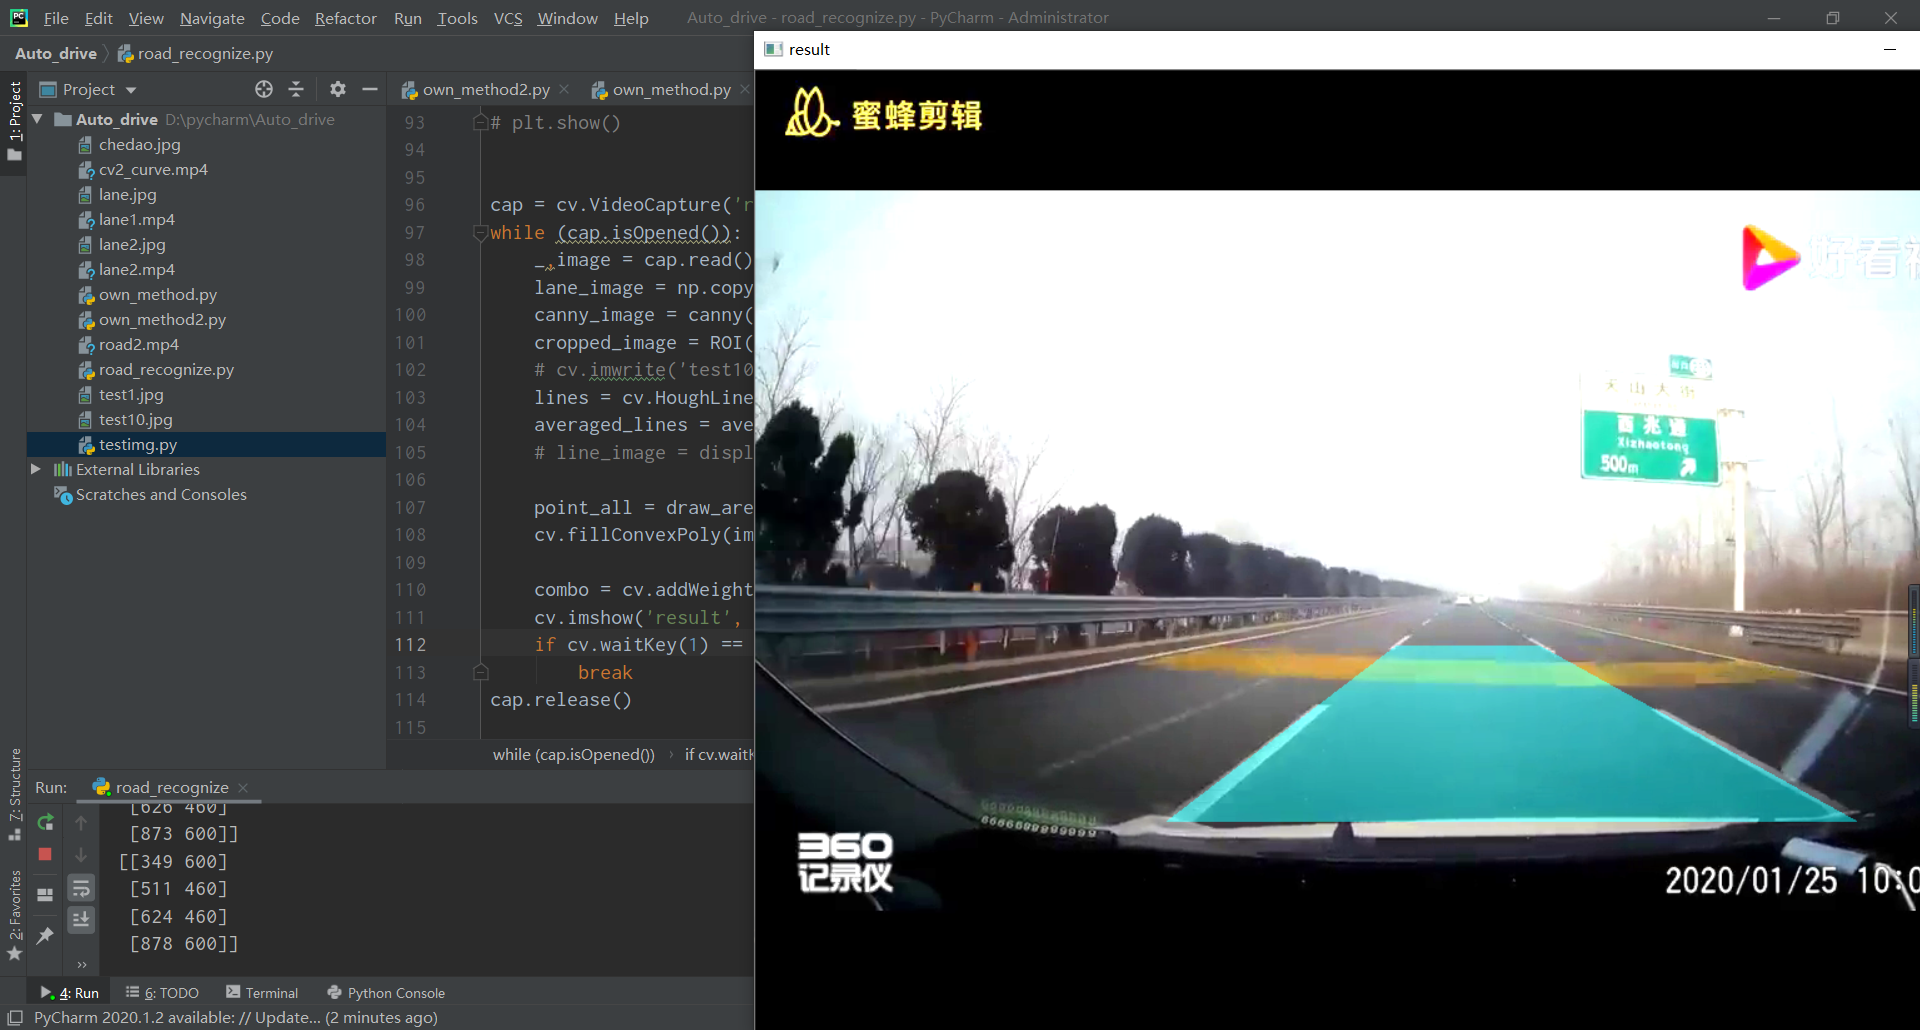 File Edit View Navigate Code Refactor Run Tools VCS Window Help Auto_drive - road_recognize.py - PyCharm - Administrator
Auto_drive road_recognize.py
result
1: Project
Project
own_method2.py own_method.py
Auto_drive D:\pycharm\Auto_drive
chedao.jpg
cv2_curve.mp4
lane.jpg
lane1.mp4
lane2.jpg
lane2.mp4
own_method.py
own_method2.py
road2.mp4
road_recognize.py
test1.jpg
test10.jpg
testimg.py
External Libraries
Scratches and Consoles
93 # plt.show()
94
95
96 cap = cv.VideoCapture('r
97 while (cap.isOpened()):
98 _,image = cap.read()
99 lane_image = np.copy
100 canny_image = canny(
101 cropped_image = ROI(
102 # cv.imwrite('test10
103 lines = cv.HoughLine
104 averaged_lines = ave
105 # line_image = displ
106
107 point_all = draw_are
108 cv.fillConvexPoly(im
109
110 combo = cv.addWeight
111 cv.imshow('result',
112 if cv.waitKey(1) ==
113 break
114 cap.release()
115
while (cap.isOpened()) › if cv.waitK
蜜蜂剪辑
好看
天山大街
西兆通
Xizhaotong
500m
360
记录仪
2020/01/25 10:0
7: Structure
2: Favorites
Run: road_recognize
[626 460]
[873 600]]
[[349 600]
[511 460]
[624 460]
[878 600]]
4: Run 6: TODO Terminal Python Console
PyCharm 2020.1.2 available: // Update... (2 minutes ago)